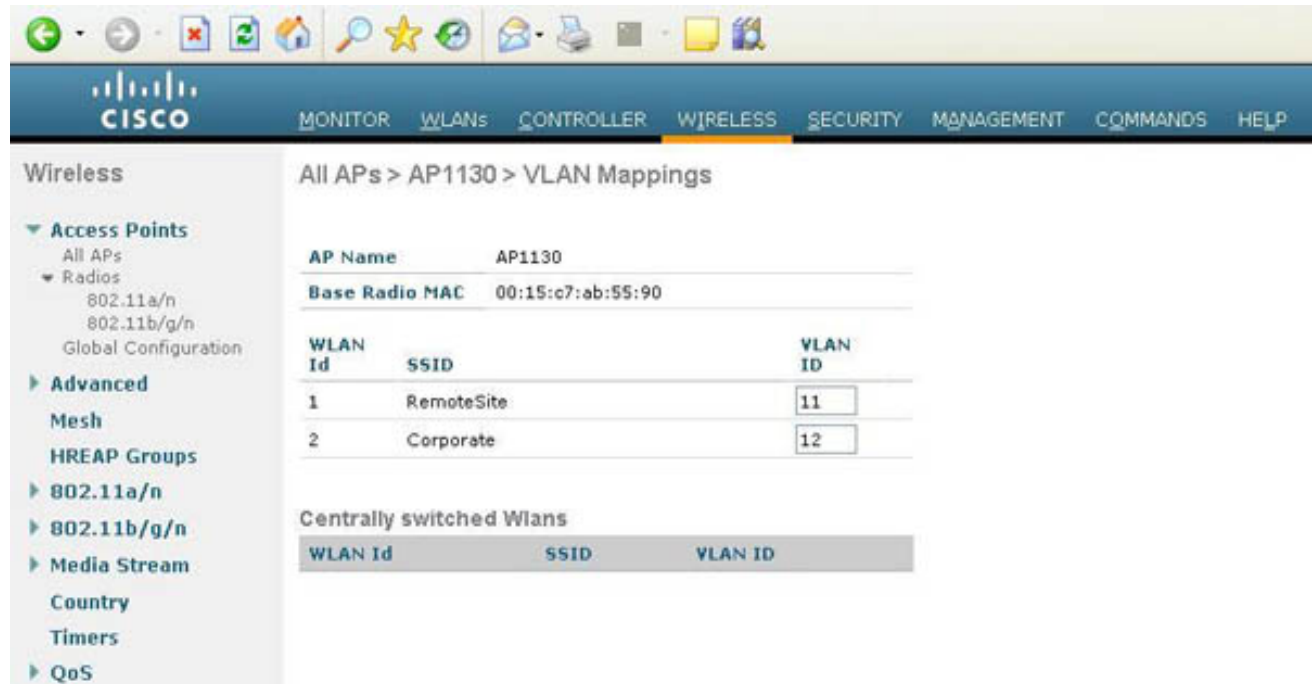 CISCO
MONITOR WLANs CONTROLLER WIRELESS SECURITY MANAGEMENT COMMANDS HELP
Wireless
Access Points
All APs
Radios
802.11a/n
802.11b/g/n
Global Configuration
Advanced
Mesh
HREAP Groups
802.11a/n
802.11b/g/n
Media Stream
Country
Timers
QoS
All APs > AP1130 > VLAN Mappings
AP Name AP1130
Base Radio MAC 00:15:c7:ab:55:90
WLAN Id SSID VLAN ID
1 RemoteSite 11
2 Corporate 12
Centrally switched Wlans
WLAN Id SSID VLAN ID